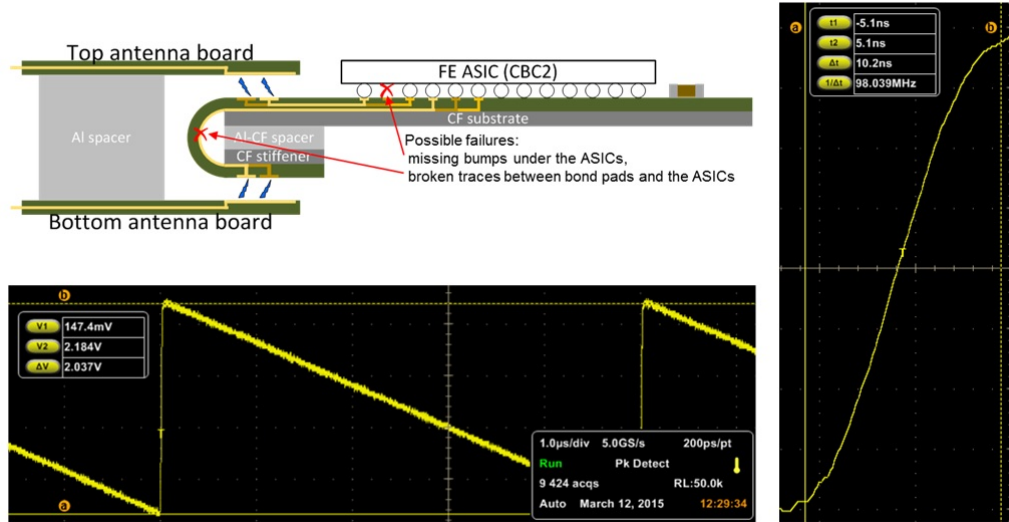 Top antenna board
FE ASIC (CBC2)
CF substrate
Al spacer
Al-CF spacer
CF stiffener
Possible failures:
missing bumps under the ASICs,
broken traces between bond pads and the ASICs
Bottom antenna board
b
V1 147.4mV
V2 2.184V
ΔV 2.037V
T
a
1.0µs/div 5.0GS/s 200ps/pt
Run Pk Detect
9 424 acqs RL:50.0k
Auto March 12, 2015 12:29:34
a
b
t1 -5.1ns
t2 5.1ns
Δt 10.2ns
1/Δt 98.039MHz
T